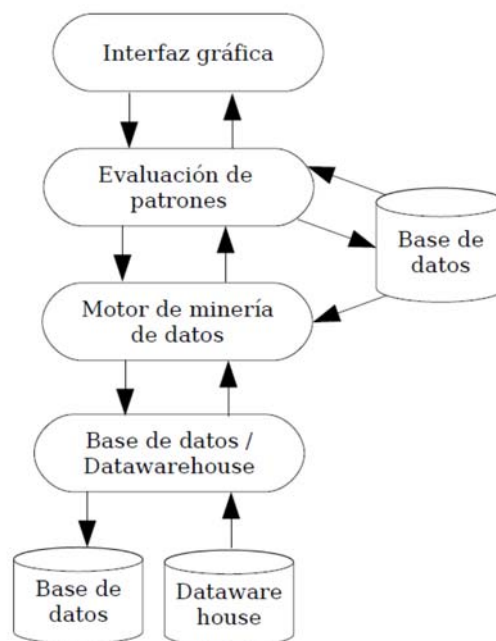 Interfaz gráfica
Evaluación de
patrones
Base de
datos
Motor de minería
de datos
Base de datos /
Datawarehouse
Base de
datos
Dataware
house